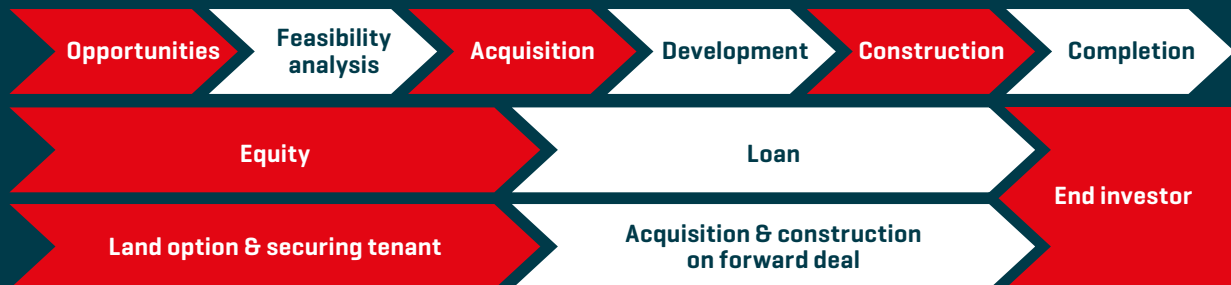 Opportunities
Feasibility
analysis
Acquisition
Development
Construction
Completion
Equity
Loan
End investor
Land option & securing tenant
Acquisition & construction
on forward deal